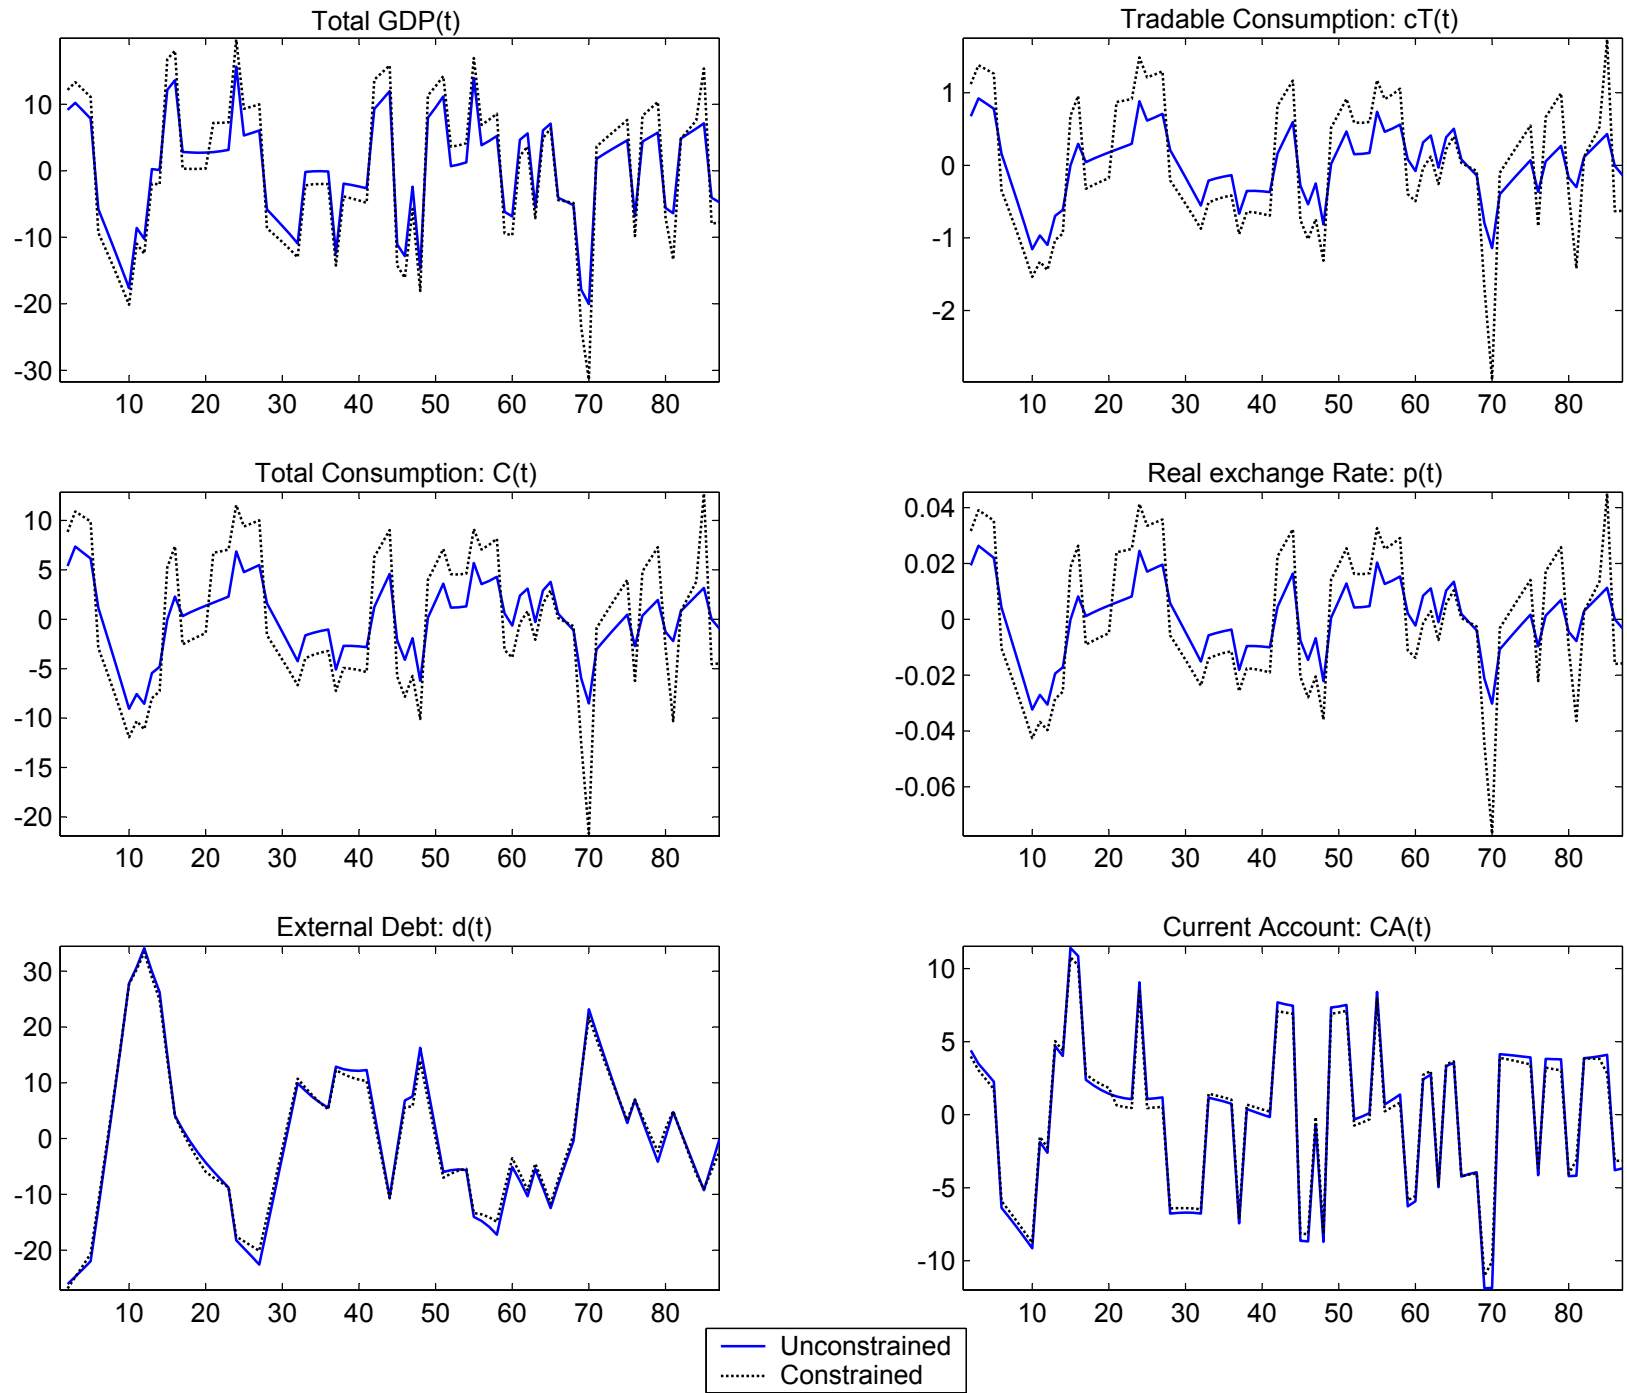 Total GDP(t)
10
0
-10
-20
-30
10 20 30 40 50 60 70 80
Tradable Consumption: cT(t)
1
0
-1
-2
10 20 30 40 50 60 70 80
Total Consumption: C(t)
10
5
0
-5
-10
-15
-20
10 20 30 40 50 60 70 80
Real exchange Rate: p(t)
0.04
0.02
0
-0.02
-0.04
-0.06
10 20 30 40 50 60 70 80
External Debt: d(t)
30
20
10
0
-10
-20
10 20 30 40 50 60 70 80
Current Account: CA(t)
10
5
0
-5
-10
10 20 30 40 50 60 70 80
Unconstrained
Constrained